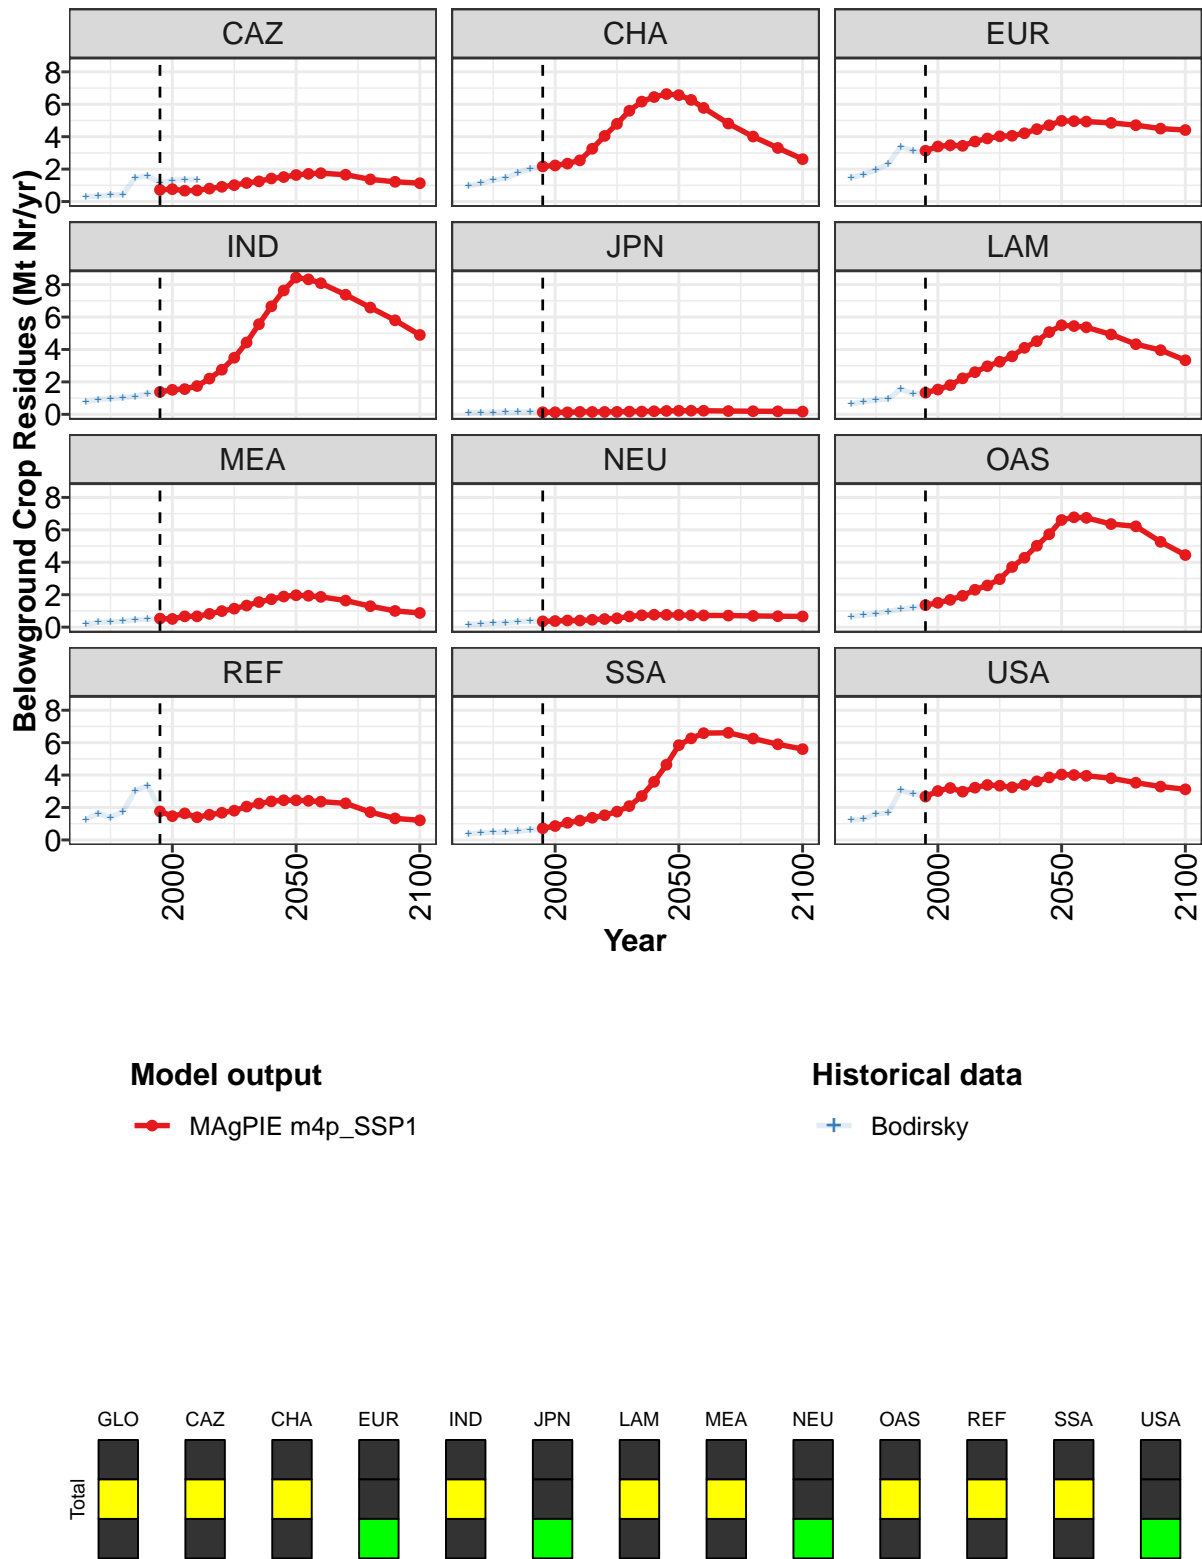 CAZ
CHA
EUR
8
6
4
2
0
IND
JPN
LAM
8
6
4
2
0
MEA
NEU
OAS
8
6
4
2
0
REF
SSA
USA
8
6
4
2
0
Belowground Crop Residues (Mt Nr/yr)
2000
2050
2100
2000
2050
2100
2000
2050
2100
Year
Model output
MAgPIE m4p_SSP1
Historical data
Bodirsky
GLO CAZ CHA EUR IND JPN LAM MEA NEU OAS REF SSA USA
Total